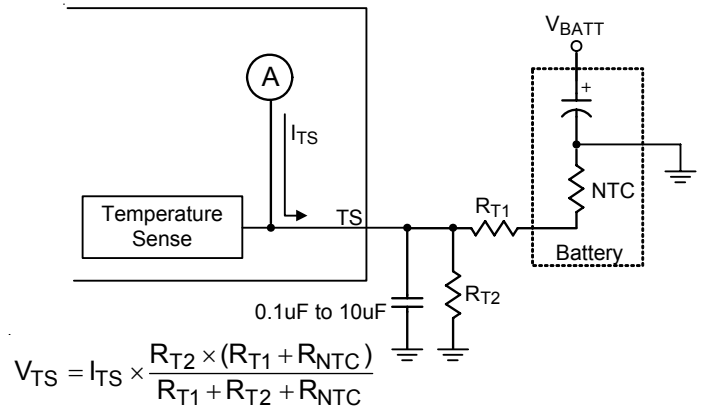 V_BATT
A
+
I_TS
NTC
Temperature
Sense
TS
R_T1
Battery
R_T2
0.1uF to 10uF
V_TS = I_TS × R_T2 × (R_T1 + R_NTC) / R_T1 + R_T2 + R_NTC